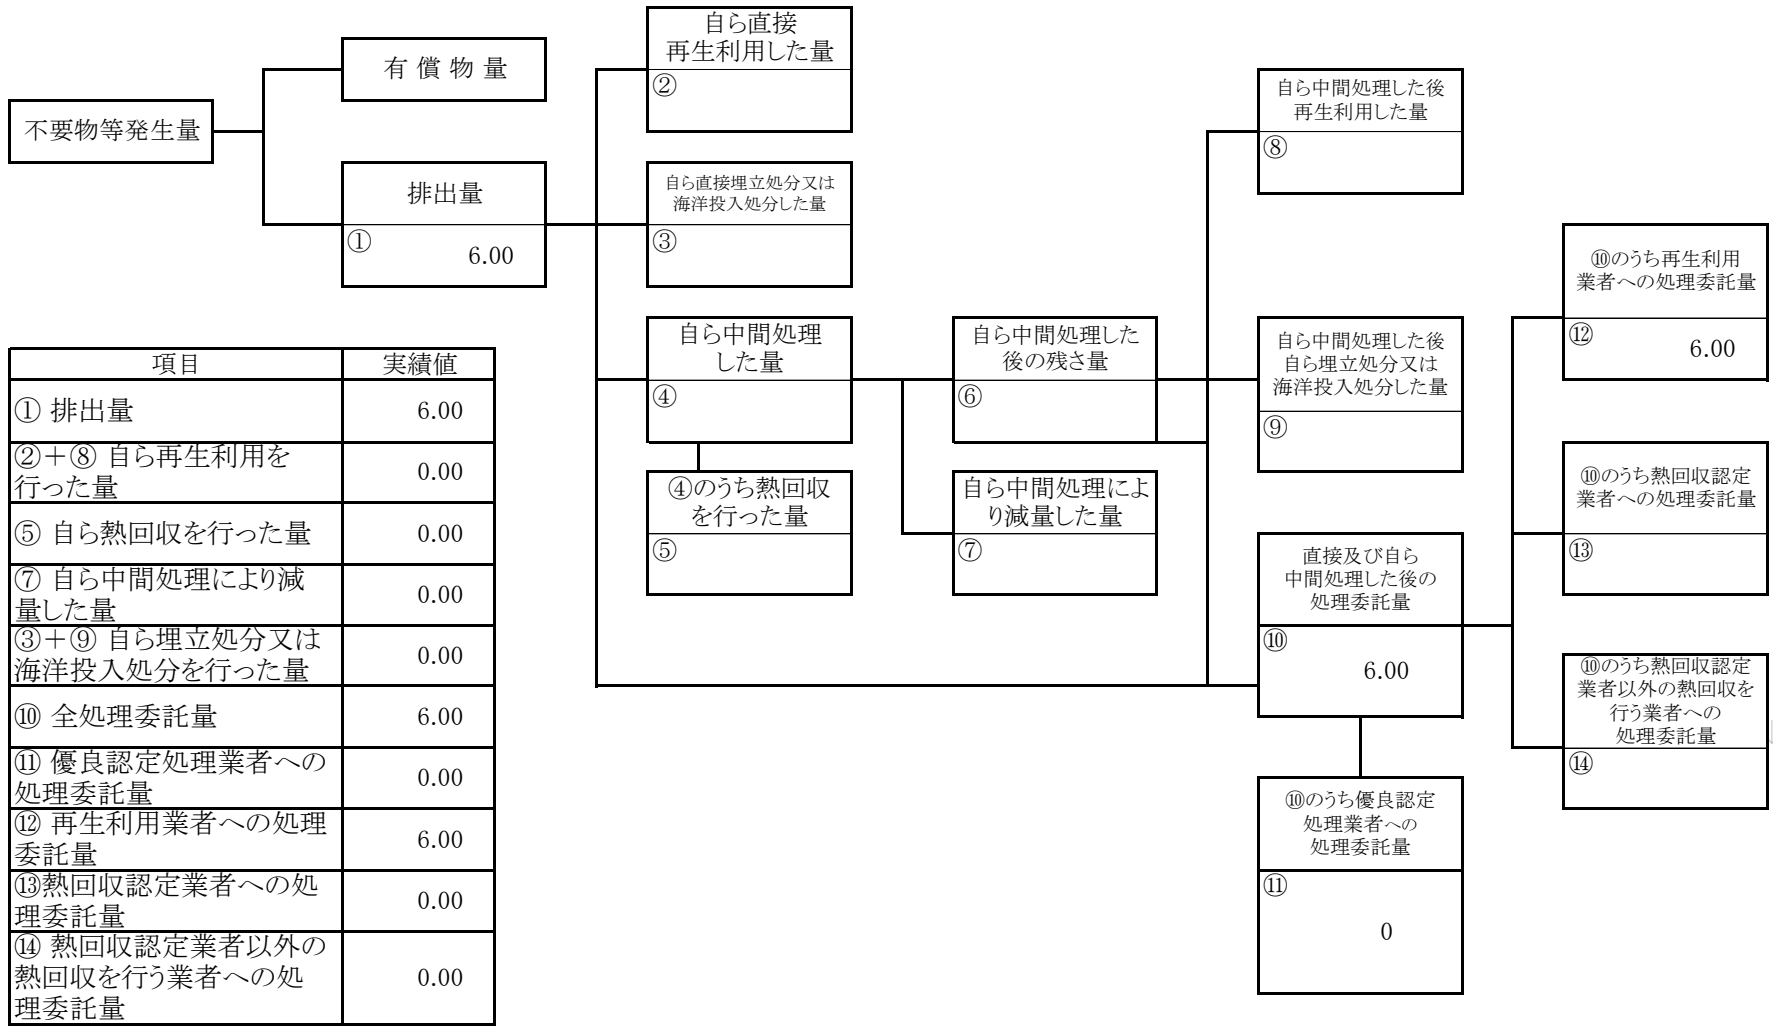 不要物等発生量
有 償 物 量
排出量
①
6.00
自ら直接
再生利用した量
②
自ら直接埋立処分又は
海洋投入処分した量
③
自ら中間処理
した量
④
④のうち熱回収
を行った量
⑤
自ら中間処理した
後の残さ量
⑥
自ら中間処理によ
り減量した量
⑦
自ら中間処理した後
再生利用した量
⑧
自ら中間処理した後
自ら埋立処分又は
海洋投入処分した量
⑨
直接及び自ら
中間処理した後の
処理委託量
⑩
6.00
⑩のうち優良認定
処理業者への
処理委託量
⑪
0
⑩のうち再生利用
業者への処理委託量
⑫
6.00
⑩のうち熱回収認定
業者への処理委託量
⑬
⑩のうち熱回収認定
業者以外の熱回収を
行う業者への
処理委託量
⑭
項目 実績値
① 排出量 6.00
②＋⑧ 自ら再生利用を
行った量 0.00
⑤ 自ら熱回収を行った量 0.00
⑦ 自ら中間処理により減
量した量 0.00
③＋⑨ 自ら埋立処分又は
海洋投入処分を行った量 0.00
⑩ 全処理委託量 6.00
⑪ 優良認定処理業者への
処理委託量 0.00
⑫ 再生利用業者への処理
委託量 6.00
⑬熱回収認定業者への処
理委託量 0.00
⑭ 熱回収認定業者以外の
熱回収を行う業者への処
理委託量 0.00